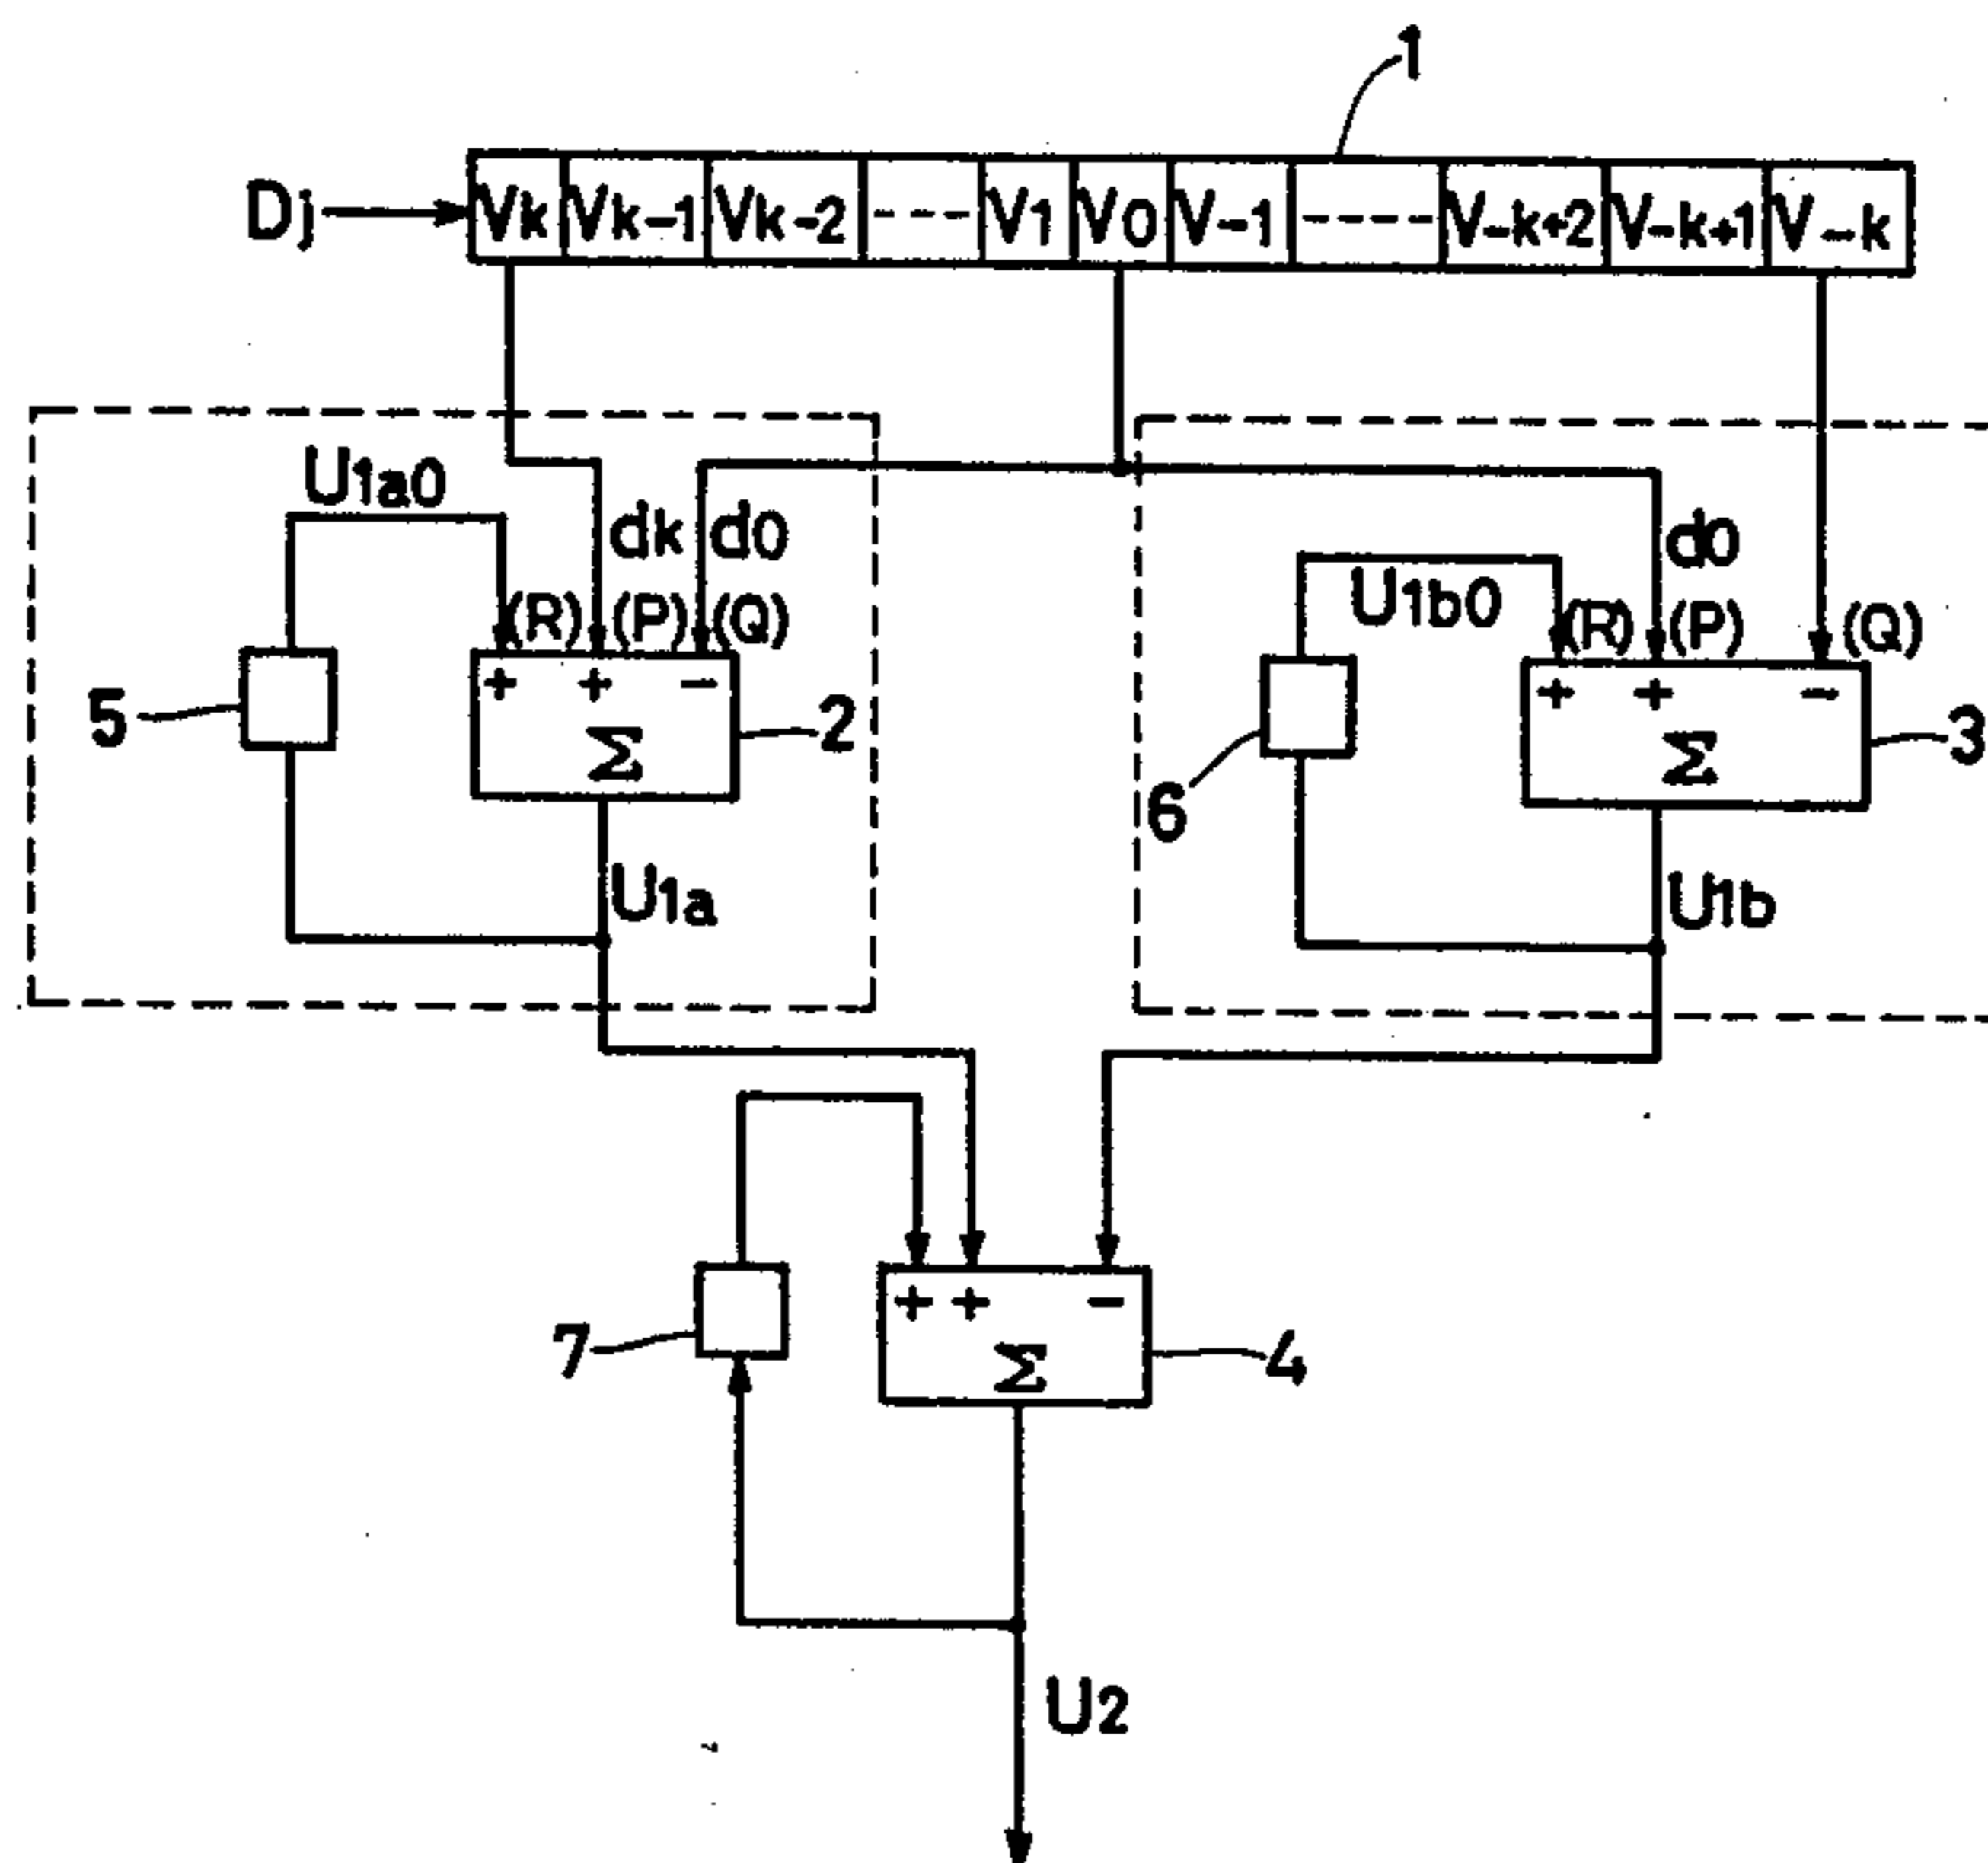 1
Dj Vk Vk-1 Vk-2 ---- V1 V0 V-1 ----- V-k+2 V-k+1 V-k
U1a0 dk d0 d0
U1b0
(R) (P) (Q) (R) (P) (Q)
+ + - + + -
5 Σ 2 6 Σ 3
U1a U1b
+ + -
7 Σ 4
U2